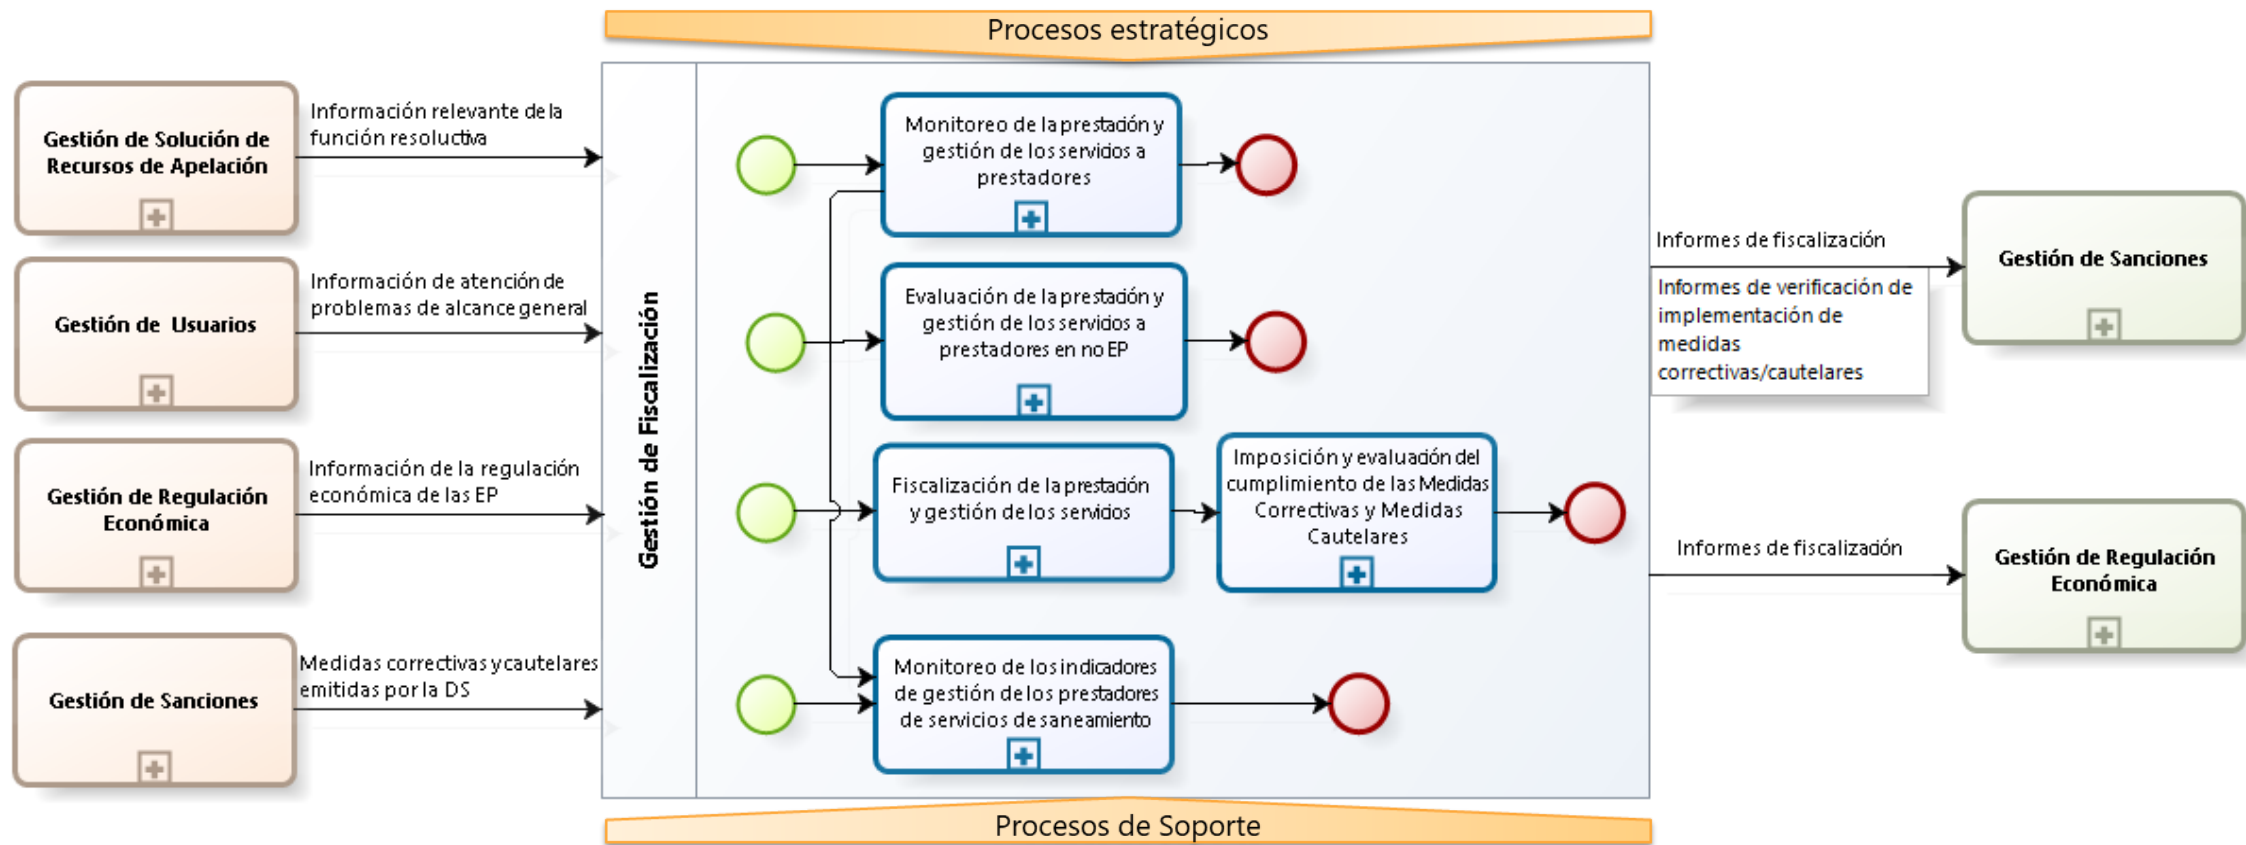 Procesos estratégicos
Gestión de Solución de
Recursos de Apelación
Información relevante de la
función resoluctiva
Gestión de Usuarios
Información de atención de
problemas de alcance general
Gestión de Regulación
Económica
Información de la regulación
económica de las EP
Gestión de Sanciones
Medidas correctivas y cautelares
emitidas por la DS
Gestión de Fiscalización
Monitoreo de la prestación y
gestión de los servicios a
prestadores
Evaluación de la prestación y
gestión de los servicios a
prestadores en no EP
Fiscalización de la prestación
y gestión de los servicios
Imposición y evaluación del
cumplimiento de las Medidas
Correctivas y Medidas
Cautelares
Monitoreo de los indicadores
de gestión de los prestadores
de servicios de saneamiento
Informes de fiscalización
Informes de verificación de
implementación de
medidas
correctivas/cautelares
Gestión de Sanciones
Informes de fiscalización
Gestión de Regulación
Económica
Procesos de Soporte